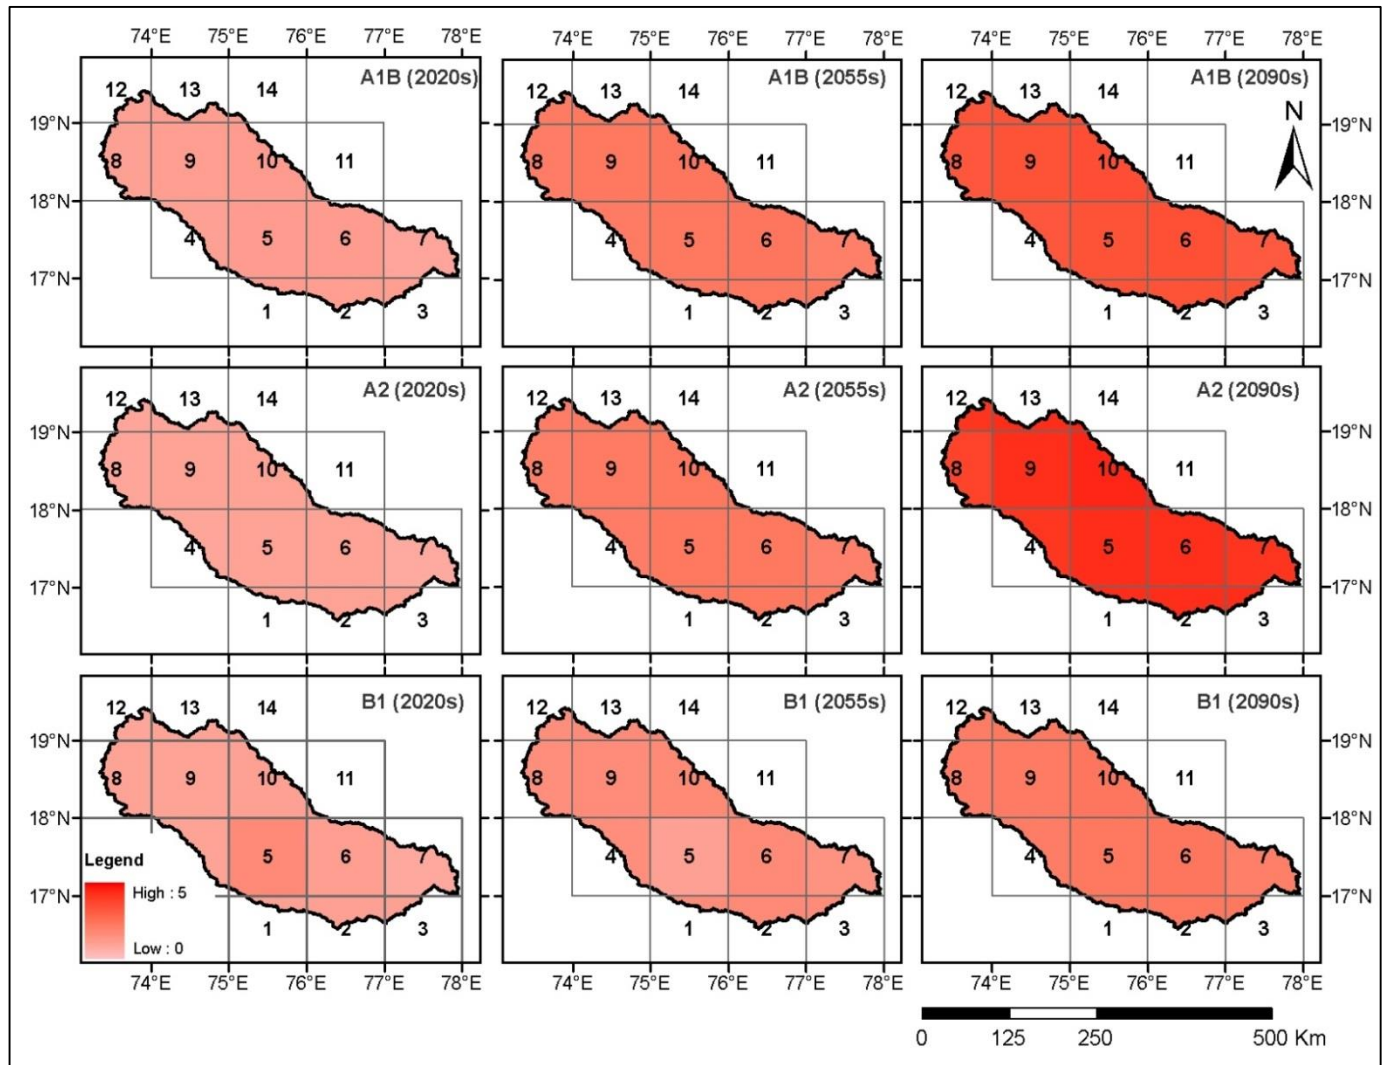 74°E 75°E 76°E 77°E 78°E 74°E 75°E 76°E 77°E 78°E 74°E 75°E 76°E 77°E 78°E
A1B (2020s) A1B (2055s) A1B (2090s)
12 13 14 12 13 14 12 13 14
N
19°N 19°N
8 9 10 11 8 9 10 11 8 9 10 11
18°N 18°N
4 5 6 7 4 5 6 7 4 5 6 7
17°N 17°N
1 2 3 1 2 3 1 2 3
A2 (2020s) A2 (2055s) A2 (2090s)
12 13 14 12 13 14 12 13 14
19°N 19°N
8 9 10 11 8 9 10 11 8 9 10 11
18°N 18°N
4 5 6 7 4 5 6 7 4 5 6 7
17°N 17°N
1 2 3 1 2 3 1 2 3
B1 (2020s) B1 (2055s) B1 (2090s)
12 13 14 12 13 14 12 13 14
19°N 19°N
8 9 10 11 8 9 10 11 8 9 10 11
18°N 18°N
5 6 7 4 5 6 7 4 5 6 7
Legend
High : 5
17°N 17°N
1 2 3 1 2 3 1 2 3
Low : 0
74°E 75°E 76°E 77°E 78°E 74°E 75°E 76°E 77°E 78°E 74°E 75°E 76°E 77°E 78°E
0 125 250 500 Km